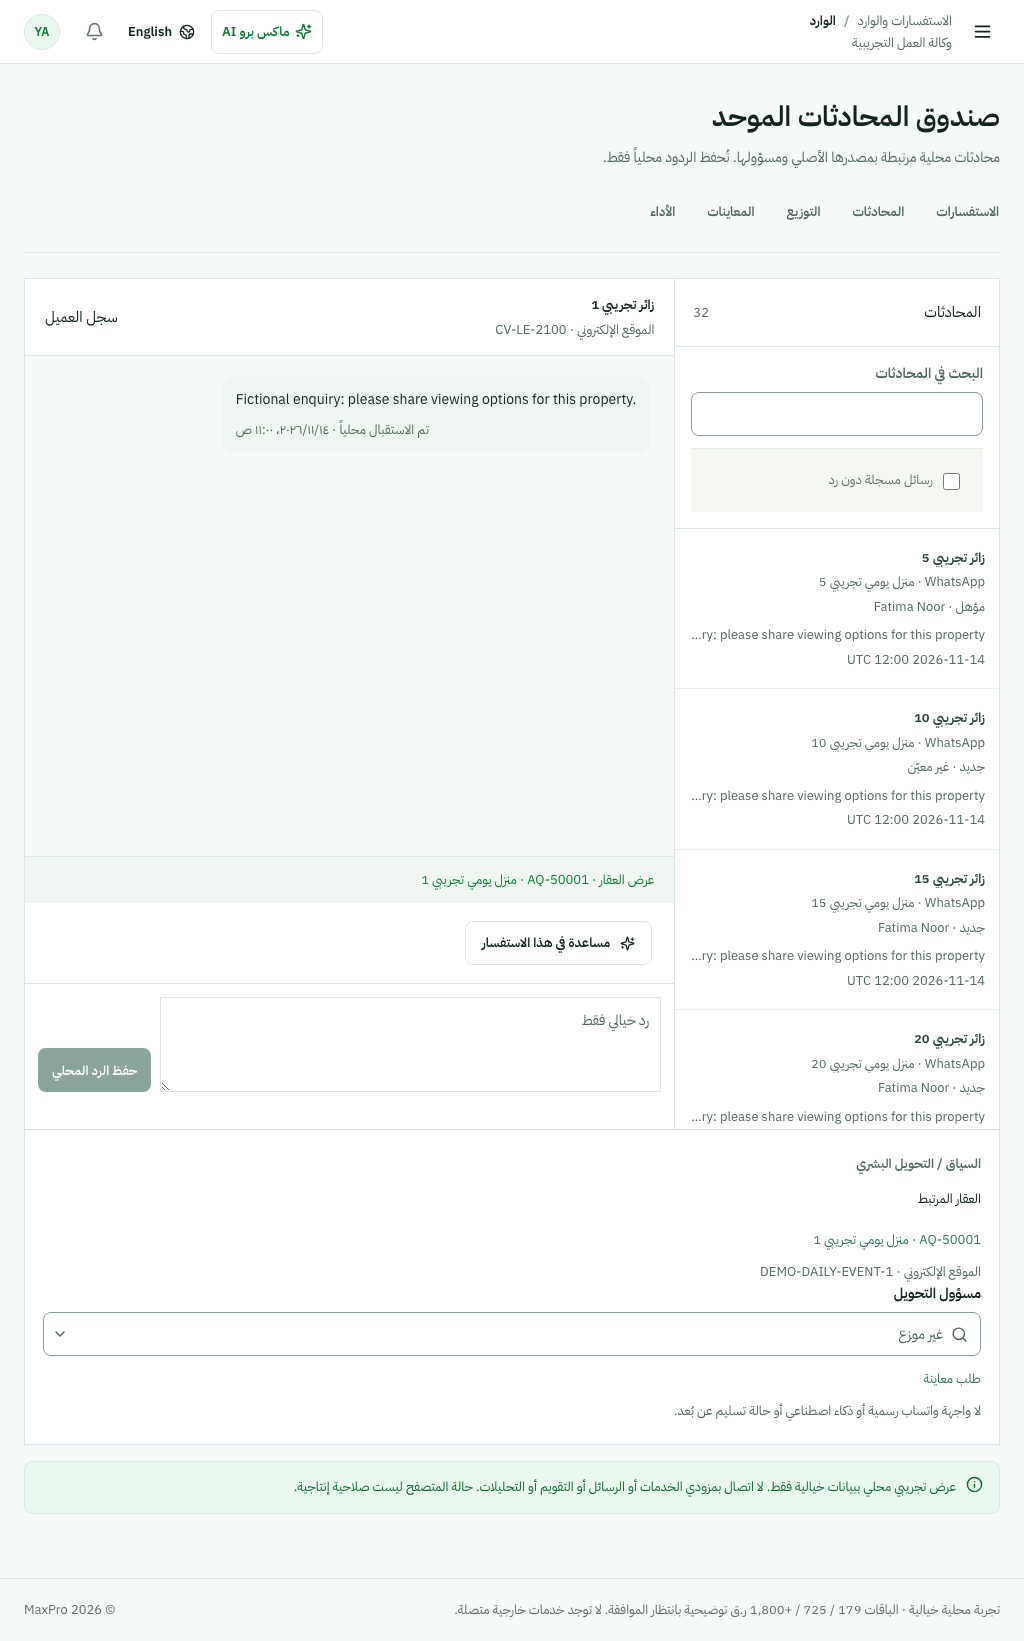 الاستفسارات والوارد / الوارد
وكالة العمل التجريبية
ماكس برو AI
English
YA
صندوق المحادثات الموحد
محادثات محلية مرتبطة بمصدرها الأصلي ومسؤولها. تُحفظ الردود محلياً فقط.
الاستفسارات
المحادثات
التوزيع
المعاينات
الأداء
المحادثات
32
البحث في المحادثات
رسائل مسجلة دون رد
زائر تجريبي 5
WhatsApp · منزل يومي تجريبي 5
مؤهل · Fatima Noor
...ry: please share viewing options for this property
UTC 12:00 2026-11-14
زائر تجريبي 10
WhatsApp · منزل يومي تجريبي 10
جديد · غير معيّن
...ry: please share viewing options for this property
UTC 12:00 2026-11-14
زائر تجريبي 15
WhatsApp · منزل يومي تجريبي 15
جديد · Fatima Noor
...ry: please share viewing options for this property
UTC 12:00 2026-11-14
زائر تجريبي 20
WhatsApp · منزل يومي تجريبي 20
جديد · Fatima Noor
...ry: please share viewing options for this property
زائر تجريبي 1
الموقع الإلكتروني · CV-LE-2100
سجل العميل
Fictional enquiry: please share viewing options for this property.
تم الاستقبال محلياً · ٢٠٢٦/١١/١٤، ١١:٠٠ ص
عرض العقار · AQ-50001 · منزل يومي تجريبي 1
مساعدة في هذا الاستفسار
رد خيالي فقط
حفظ الرد المحلي
السياق / التحويل البشري
العقار المرتبط
AQ-50001 · منزل يومي تجريبي 1
الموقع الإلكتروني · DEMO-DAILY-EVENT-1
مسؤول التحويل
غير موزع
طلب معاينة
لا واجهة واتساب رسمية أو ذكاء اصطناعي أو حالة تسليم عن بُعد.
عرض تجريبي محلي ببيانات خيالية فقط. لا اتصال بمزودي الخدمات أو الرسائل أو التقويم أو التحليلات. حالة المتصفح ليست صلاحية إنتاجية.
تجربة محلية خيالية · الباقات 179 / 725 / +1,800 ر.ق توضيحية بانتظار الموافقة. لا توجد خدمات خارجية متصلة.
© 2026 MaxPro